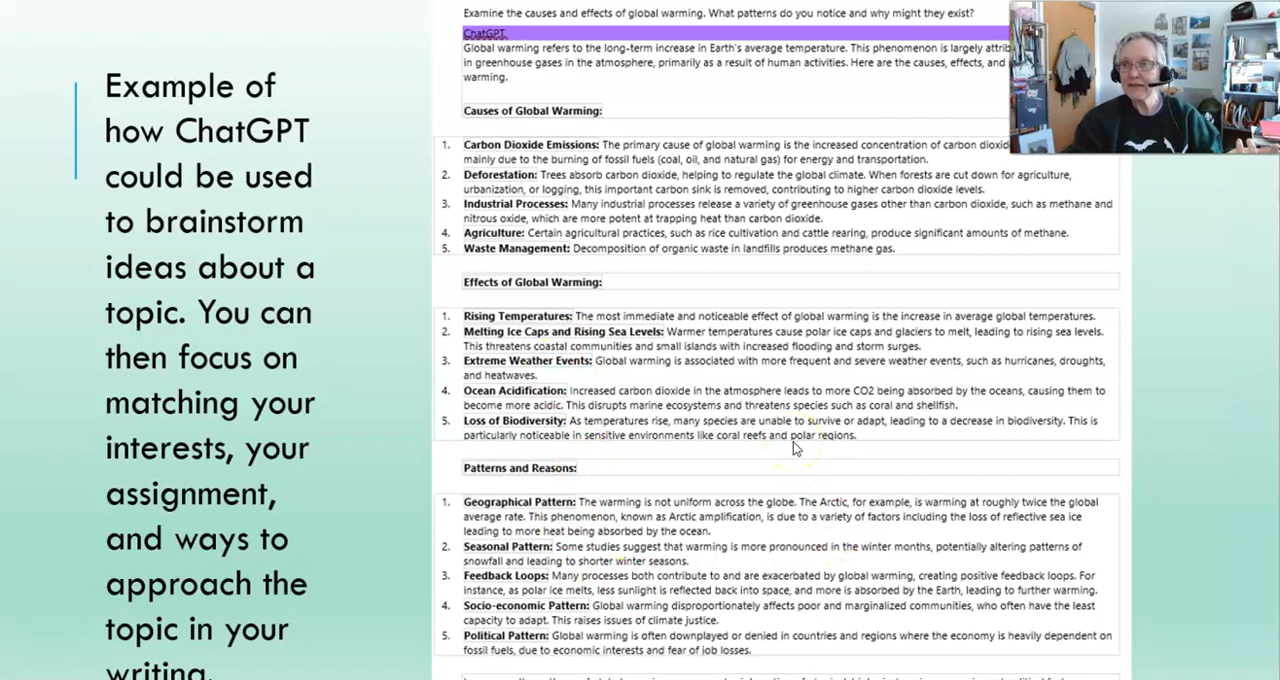 Example of
how ChatGPT
could be used
to brainstorm
ideas about a
topic. You can
then focus on
matching your
interests, your
assignment,
and ways to
approach the
topic in your
writing.
Examine the causes and effects of global warming. What patterns do you notice and why might they exist?
ChatGPT
Global warming refers to the long-term increase in Earth's average temperature. This phenomenon is largely
in greenhouse gases in the atmosphere, primarily as a result of human activities. Here are the causes, effects, and
warming.
Causes of Global Warming:
1. Carbon Dioxide Emissions: The primary cause of global warming is the increased concentration of carbon
mainly due to the burning of fossil fuels (coal, oil, and natural gas) for energy and transportation.
2. Deforestation: Trees absorb carbon dioxide, helping to regulate the global climate. When forests are cut down for agriculture,
urbanization, or logging, this important carbon sink is removed, contributing to higher carbon dioxide levels.
3. Industrial Processes: Many industrial processes release a variety of greenhouse gases other than carbon dioxide, such as methane and
nitrous oxide, which are more potent at trapping heat than carbon dioxide.
4. Agriculture: Certain agricultural practices, such as rice cultivation and cattle rearing, produce significant amounts of methane.
5. Waste Management: Decomposition of organic waste in landfills produces methane gas.
Effects of Global Warming:
1. Rising Temperatures: The most immediate and noticeable effect of global warming is the increase in average global temperatures.
2. Melting Ice Caps and Rising Sea Levels: Warmer temperatures cause polar ice caps and glaciers to melt, leading to rising sea levels.
This threatens coastal communities and small islands with increased flooding and storm surges.
3. Extreme Weather Events: Global warming is associated with more frequent and severe weather events, such as hurricanes, droughts,
and heatwaves.
4. Ocean Acidification: Increased carbon dioxide in the atmosphere leads to more CO2 being absorbed by the oceans, causing them to
become more acidic. This disrupts marine ecosystems and threatens species such as coral and shellfish.
5. Loss of Biodiversity: As temperatures rise, many species are unable to survive or adapt, leading to a decrease in biodiversity. This is
particularly noticeable in sensitive environments like coral reefs and polar regions.
Patterns and Reasons:
1. Geographical Pattern: The warming is not uniform across the globe. The Arctic, for example, is warming at roughly twice the global
average rate. This phenomenon, known as Arctic amplification, is due to a variety of factors including the loss of reflective sea ice
leading to more heat being absorbed by the ocean.
2. Seasonal Pattern: Some studies suggest that warming is more pronounced in the winter months, potentially altering patterns of
snowfall and leading to shorter winter seasons.
3. Feedback Loops: Many processes both contribute to and are exacerbated by global warming, creating positive feedback loops. For
instance, as polar ice melts, less sunlight is reflected back into space, and more is absorbed by the Earth, leading to further warming.
4. Socio-economic Pattern: Global warming disproportionately affects poor and marginalized communities, who often have the least
capacity to adapt. This raises issues of climate justice.
5. Political Pattern: Global warming is often downplayed or denied in countries and regions where the economy is heavily dependent on
fossil fuels, due to economic interests and fear of job losses.